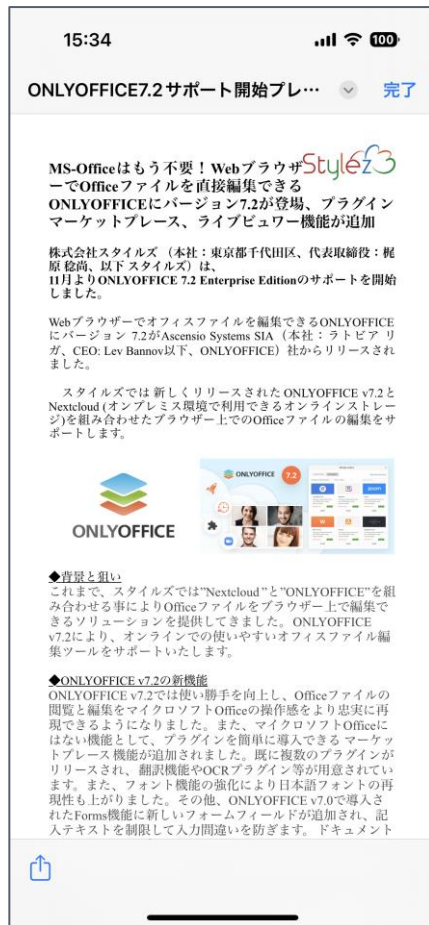 15:34
100
ONLYOFFICE7.2サポート開始プレ…
完了
Stylez
MS-Officeはもう不要！Webブラウザ
ーでOfficeファイルを直接編集できる
ONLYOFFICEにバージョン7.2が登場、プラグイン
マーケットプレース、ライブビュワー機能が追加
株式会社スタイルズ （本社：東京都千代田区、代表取締役：梶
原 稔尚、以下 スタイルズ）は、
11月よりONLYOFFICE 7.2 Enterprise Editionのサポートを開始
しました。
Webブラウザーでオフィスファイルを編集できるONLYOFFICE
にバージョン 7.2がAscensio Systems SIA（本社：ラトビア リ
ガ、CEO: Lev Bannov以下、ONLYOFFICE）社からリリースされ
ました。
スタイルズでは 新しくリリースされた ONLYOFFICE v7.2と
Nextcloud (オンプレミス環境で利用できるオンラインストレー
ジ)を組み合わせたブラウザー上でのOfficeファイルの編集をサ
ポートします。
ONLYOFFICE
ONLYOFFICE
7.2
◆背景と狙い
これまで、スタイルズでは”Nextcloud ”と”ONLYOFFICE”を組
み合わせる事によりOfficeファイルをブラウザー上で編集で
きるソリューションを提供してきました。ONLYOFFICE
v7.2により、オンラインでの使いやすいオフィスファイル編
集ツールをサポートいたします。
◆ONLYOFFICE v7.2の新機能
ONLYOFFICE v7.2では使い勝手を向上し、Officeファイルの
閲覧と編集をマイクロソフトOfficeの操作感をより忠実に再
現できるようになりました。また、マイクロソフトOfficeに
はない機能として、プラグインを簡単に導入できる マーケッ
トプレース 機能が追加されました。既に複数のプラグインが
リリースされ、翻訳機能やOCRプラグイン等が用意されてい
ます。また、フォント機能の強化により日本語フォントの再
現性も上がりました。その他、ONLYOFFICE v7.0で導入さ
れたForms機能に新しいフォームフィールドが追加され、記
入テキストを制限して入力間違いを防ぎます。ドキュメント